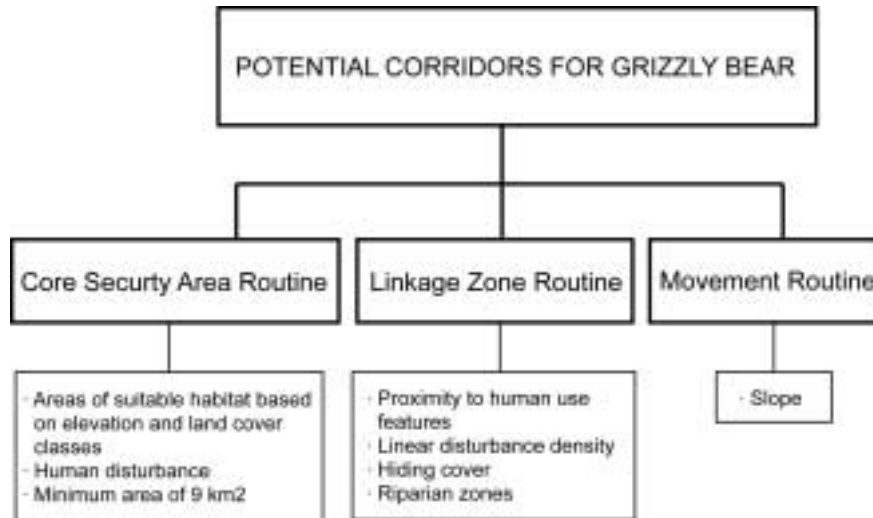 POTENTIAL CORRIDORS FOR GRIZZLY BEAR
Core Securty Area Routine
Linkage Zone Routine
Movement Routine
· Areas of suitable habitat based
on elevation and land cover
classes
· Human disturbance
· Minimum area of 9 km2
· Proximity to human use
features
· Linear disturbance density
· Hiding cover
· Riparian zones
· Slope